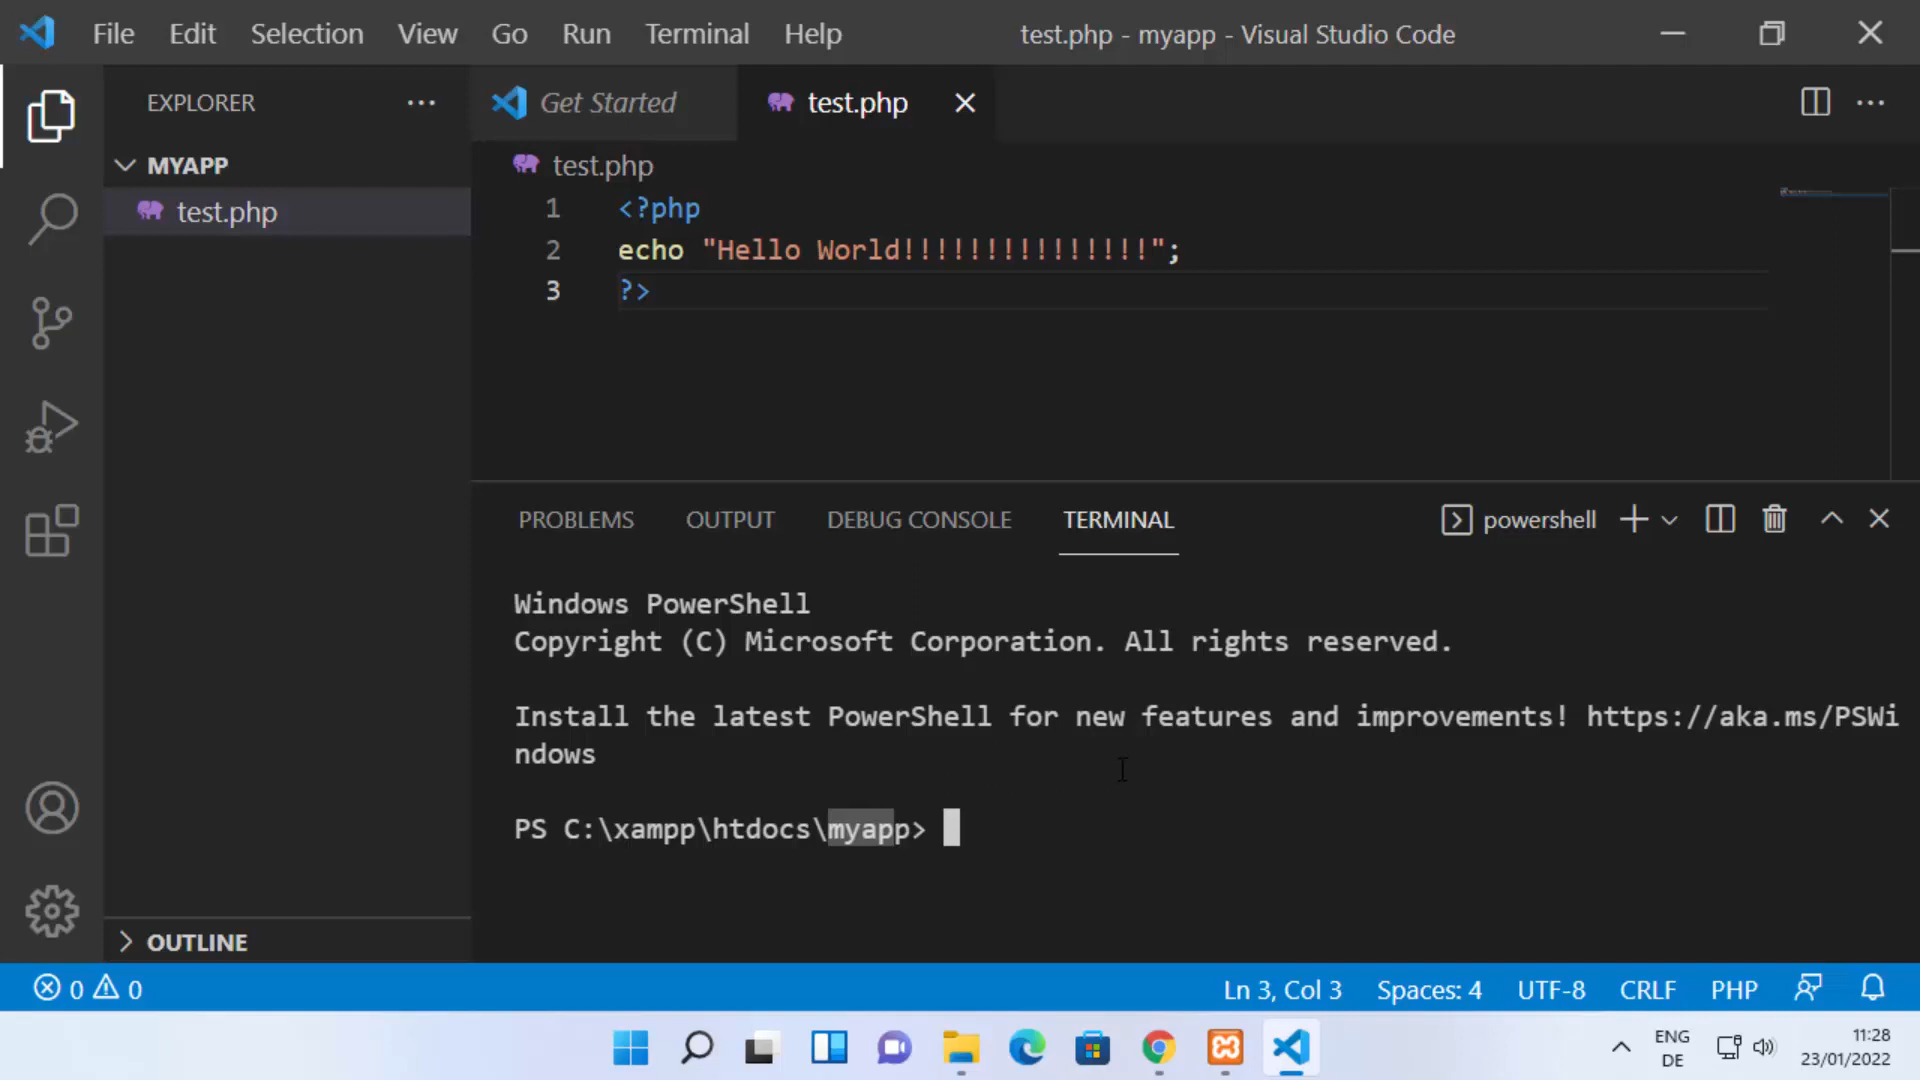 File Edit Selection View Go Run Terminal Help test.php - myapp - Visual Studio Code
EXPLORER
Get Started
test.php
MYAPP
test.php
test.php
1 <?php
2 echo "Hello World!!!!!!!!!!!!!!!";
3 ?>
PROBLEMS OUTPUT DEBUG CONSOLE TERMINAL powershell
Windows PowerShell
Copyright (C) Microsoft Corporation. All rights reserved.
Install the latest PowerShell for new features and improvements! https://aka.ms/PSWi
ndows
PS C:\xampp\htdocs\myapp>
OUTLINE
0 0 Ln 3, Col 3 Spaces: 4 UTF-8 CRLF PHP
ENG
DE
11:28
23/01/2022